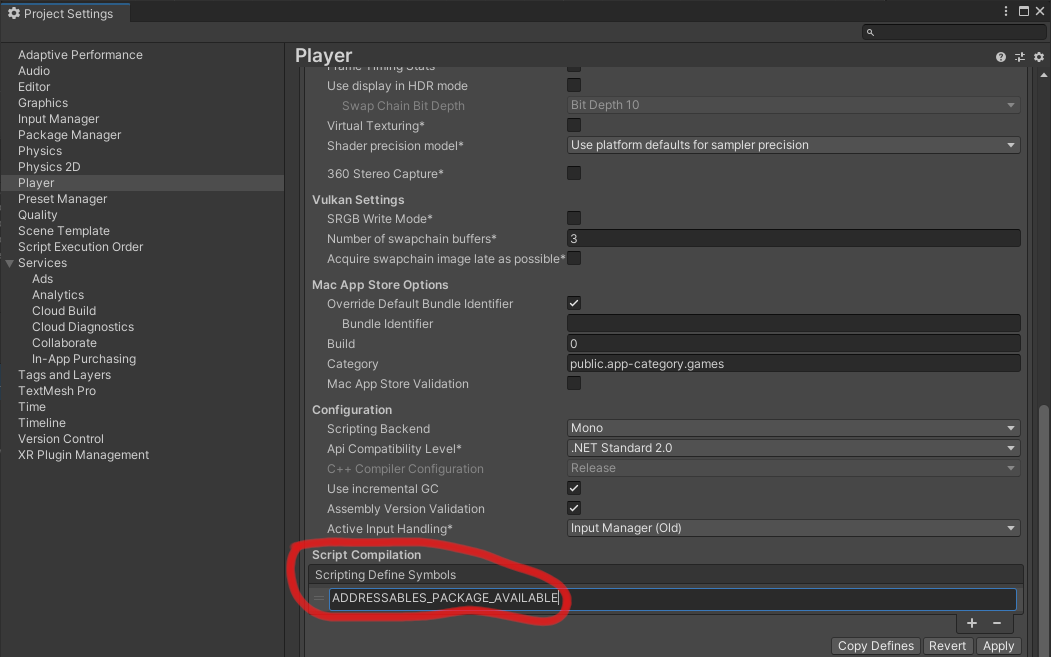 Project Settings
Adaptive Performance
Audio
Editor
Graphics
Input Manager
Package Manager
Physics
Physics 2D
Player
Preset Manager
Quality
Scene Template
Script Execution Order
Services
Ads
Analytics
Cloud Build
Cloud Diagnostics
Collaborate
In-App Purchasing
Tags and Layers
TextMesh Pro
Time
Timeline
Version Control
XR Plugin Management
Player
Frame Timing Stats
Use display in HDR mode
Swap Chain Bit Depth Bit Depth 10
Virtual Texturing*
Shader precision model* Use platform defaults for sampler precision
360 Stereo Capture*
Vulkan Settings
SRGB Write Mode*
Number of swapchain buffers* 3
Acquire swapchain image late as possible*
Mac App Store Options
Override Default Bundle Identifier
Bundle Identifier
Build 0
Category public.app-category.games
Mac App Store Validation
Configuration
Scripting Backend Mono
Api Compatibility Level* .NET Standard 2.0
C++ Compiler Configuration Release
Use incremental GC
Assembly Version Validation
Active Input Handling* Input Manager (Old)
Script Compilation
Scripting Define Symbols
ADDRESSABLES_PACKAGE_AVAILABLE
Copy Defines Revert Apply